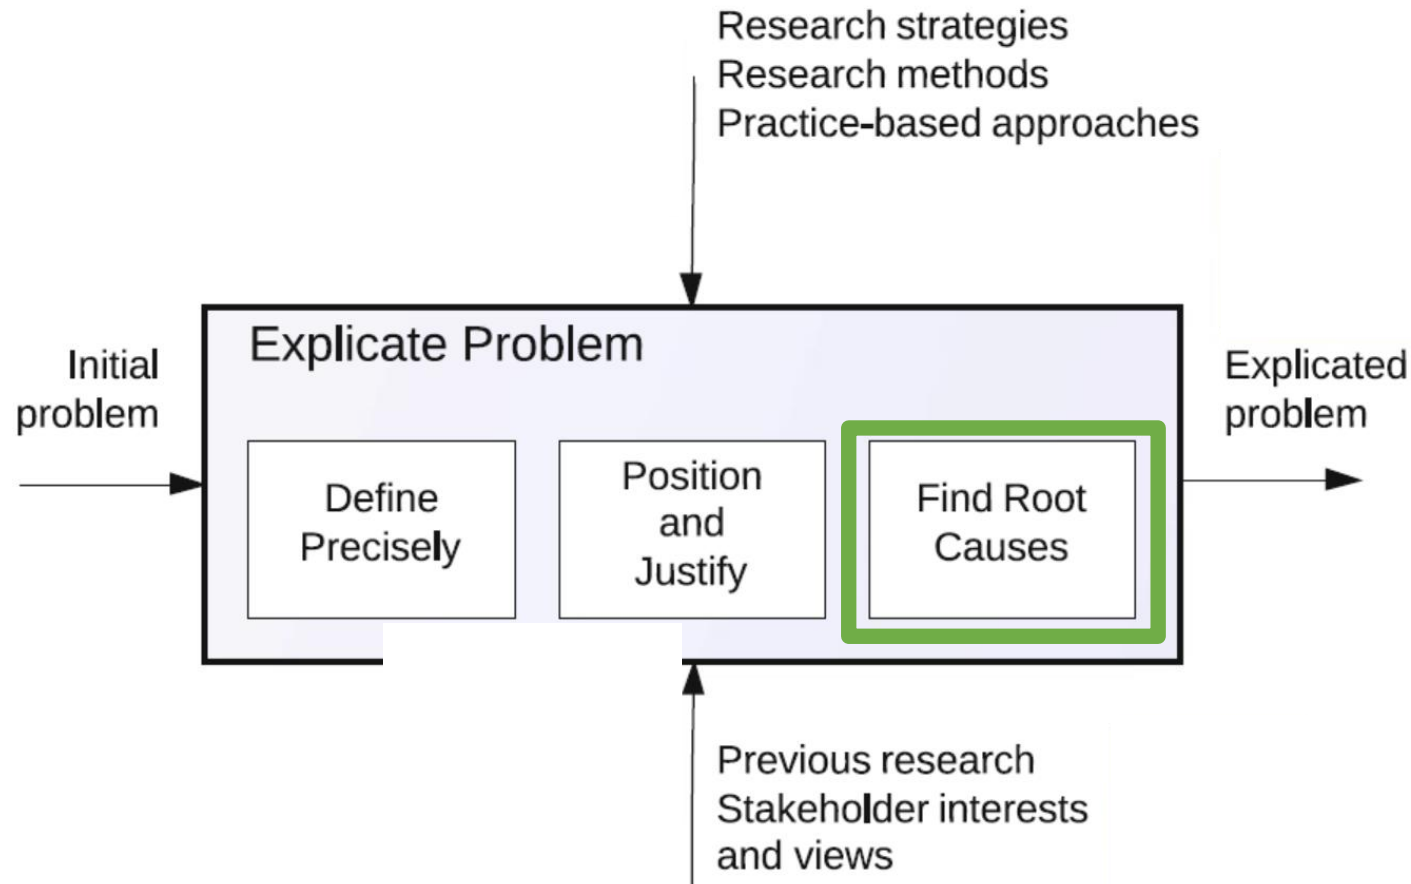 Research strategies
Research methods
Practice-based approaches
Explicate Problem
Initial
problem
Explicated
problem
Define
Precisely
Position
and
Justify
Find Root
Causes
Previous research
Stakeholder interests
and views